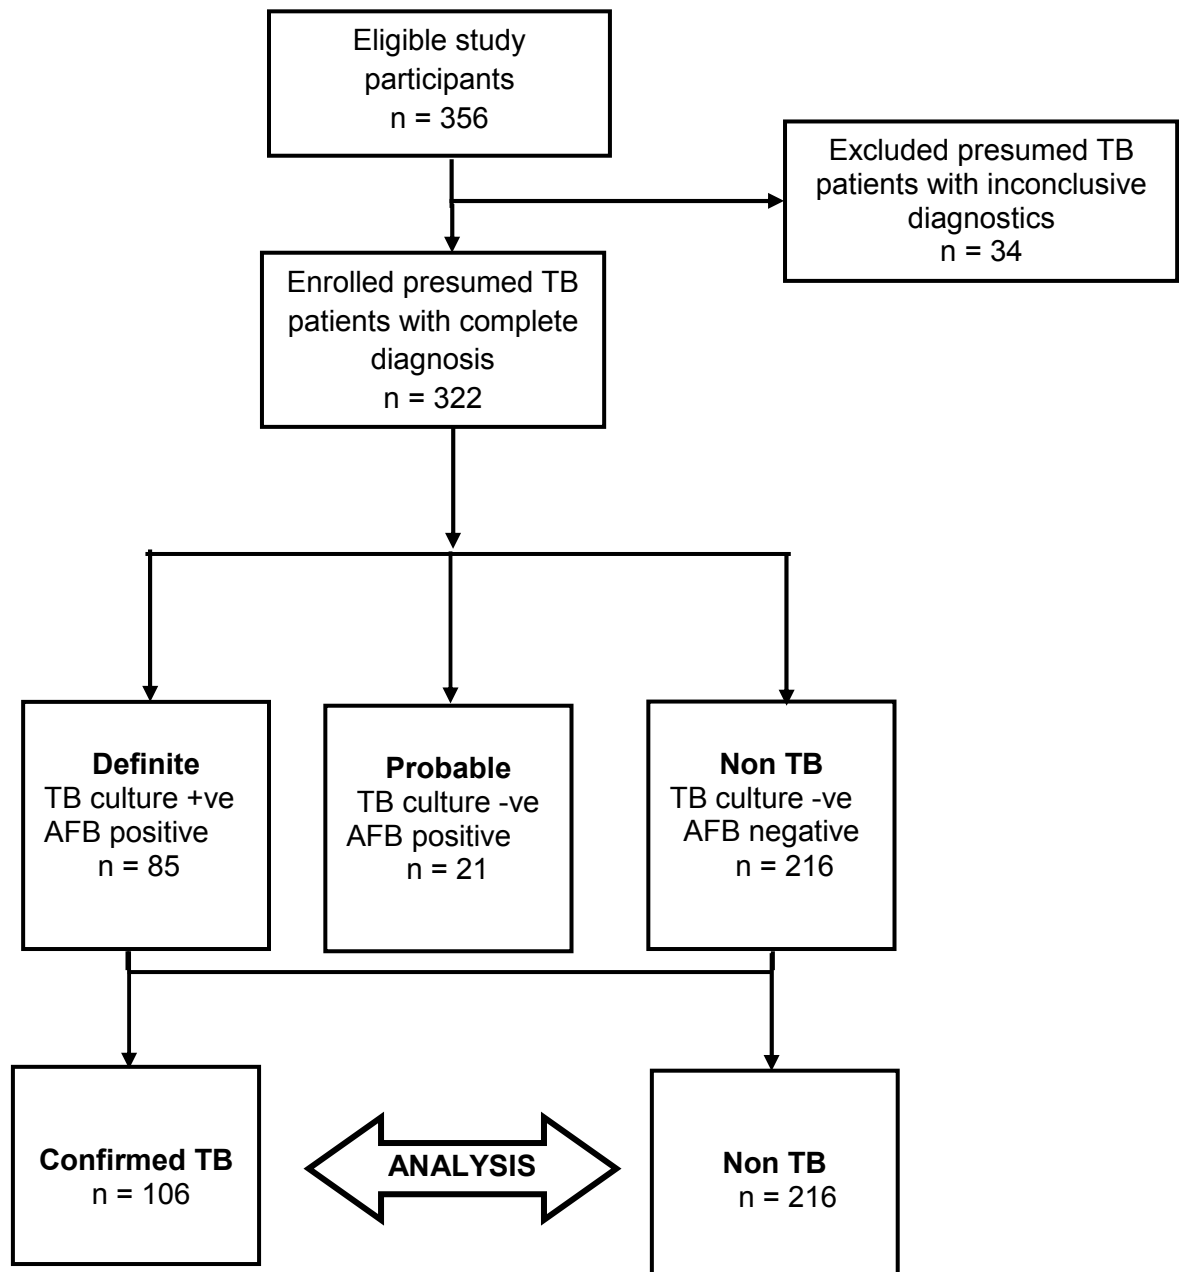 Eligible study
participants
n = 356
Excluded presumed TB
patients with inconclusive
diagnostics
n = 34
Enrolled presumed TB
patients with complete
diagnosis
n = 322
Definite
TB culture +ve
AFB positive
n = 85
Probable
TB culture -ve
AFB positive
n = 21
Non TB
TB culture -ve
AFB negative
n = 216
Confirmed TB
n = 106
ANALYSIS
Non TB
n = 216